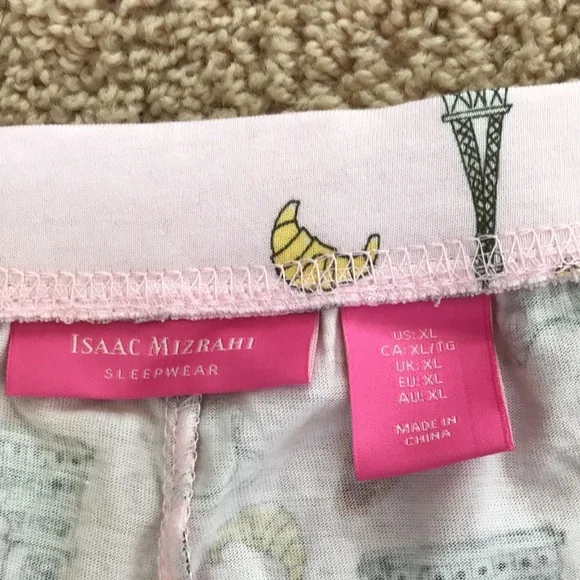 ISAAC MIZRAHI
SLEEPWEAR
US: XL
CA: XL/TG
UK: XL
EU: XL
AU: XL
MADE IN
CHINA